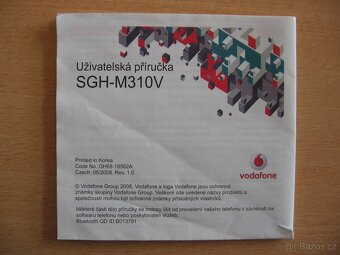 Uživatelská příručka
SGH-M310V
Printed in Korea
Code No.:GH68-18562A
Czech. 05/2008. Rev. 1.0
vodafone
© Vodafone Group 2008. Vodafone a loga Vodafone jsou ochranné
známky skupiny Vodafone Group. Veškeré zde uvedené názvy produktů a
společností mohou být ochranné známky příslušných vlastníků
Některé části této příručky se mohou lišit od provedení vašeho telefonu v závislosti na
softwaru telefonu nebo poskytovateli služeb.
Bluetooth QD ID:B013791
bazos.cz